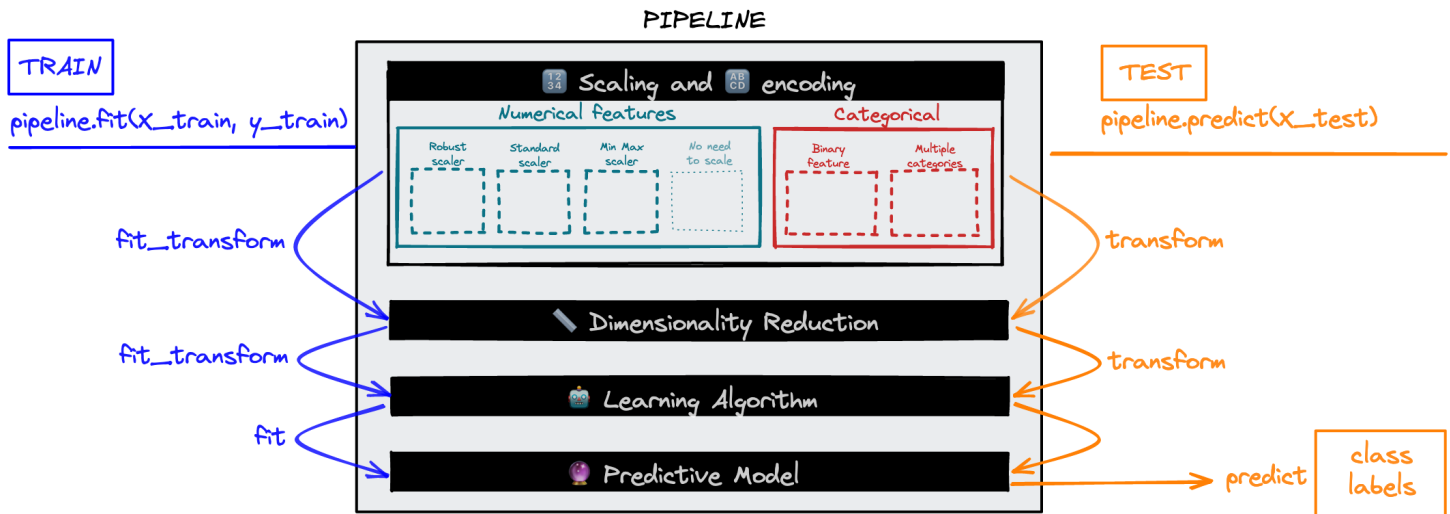 PIPELINE
TRAIN
pipeline.fit(x_train, y_train)
TEST
pipeline.predict(x_test)
1234 Scaling and ABCD encoding
Numerical features
Robust scaler
Standard scaler
Min Max scaler
No need to scale
Categorical
Binary feature
Multiple categories
fit_transform
transform
Dimensionality Reduction
fit_transform
transform
Learning Algorithm
fit
Predictive Model
predict
class
labels